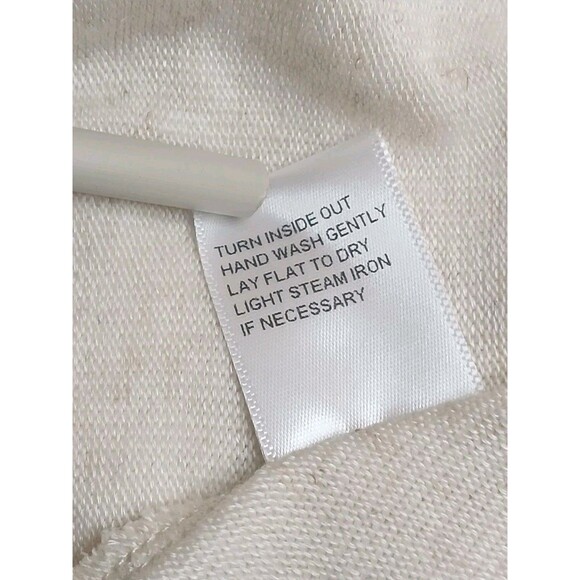 TURN INSIDE OUT
HAND WASH GENTLY
LAY FLAT TO DRY
LIGHT STEAM IRON
IF NECESSARY